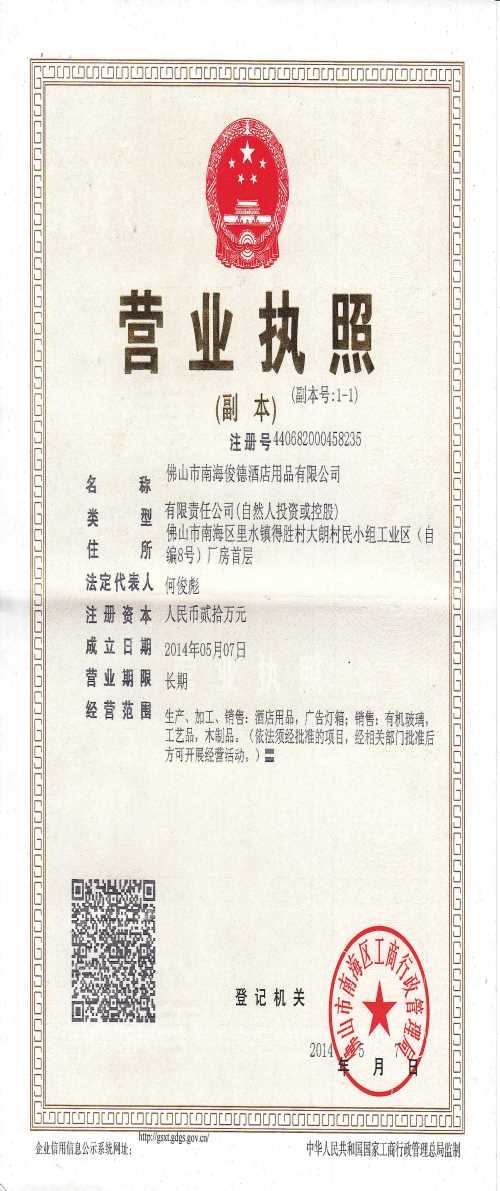 营业执照
(副 本)
(副本号:1-1)
注册号440682000458235
名 称 佛山市南海俊德酒店用品有限公司
类 型 有限责任公司(自然人投资或控股)
住 所 佛山市南海区里水镇得胜村大朗村民小组工业区（自
编8号）厂房首层
法定代表人 何俊彪
注册资本 人民币贰拾万元
成立日期 2014年05月07日
营业期限 长期
经营范围 生产、加工、销售：酒店用品，广告灯箱；销售：有机玻璃，
工艺品，木制品。（依法须经批准的项目，经相关部门批准后
方可开展经营活动。）〓
登记机关
佛山市南海区工商行政管理局
2014年 5月 7日
企业信用信息公示系统网址： http://gsxt.gdgs.gov.cn/
中华人民共和国国家工商行政管理总局监制